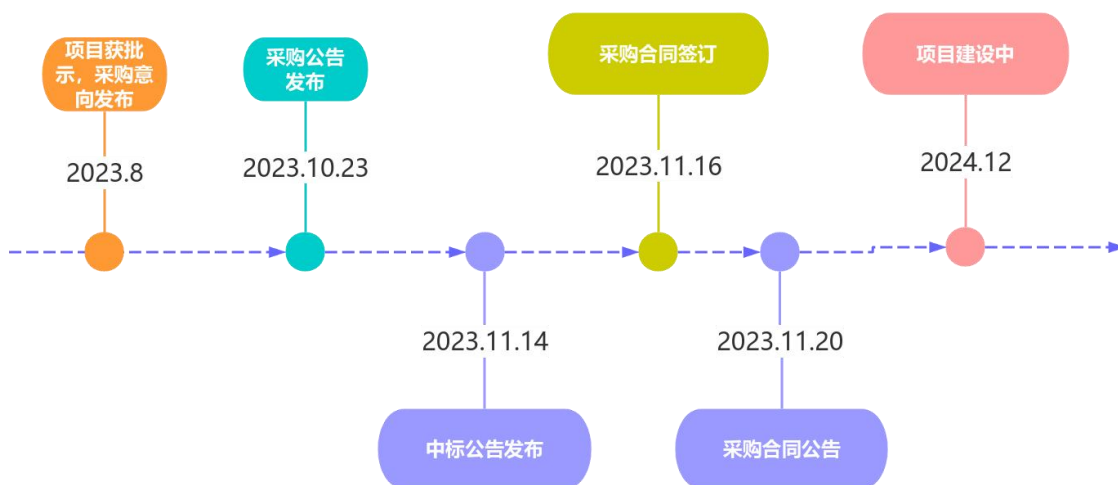 项目获批
示，采购意
向发布
2023.8
采购公告
发布
2023.10.23
2023.11.14
中标公告发布
采购合同签订
2023.11.16
2023.11.20
采购合同公告
项目建设中
2024.12